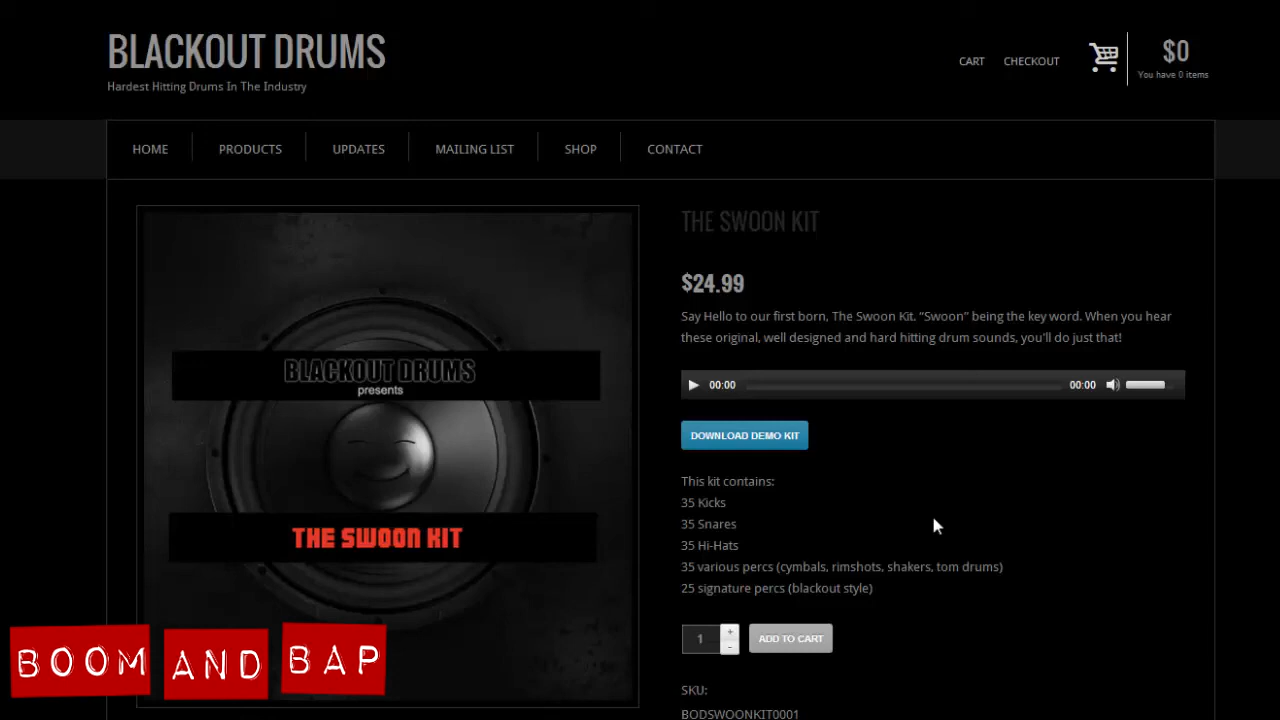 BLACKOUT DRUMS
Hardest Hitting Drums In The Industry
CART CHECKOUT
$0
You have 0 items
HOME PRODUCTS UPDATES MAILING LIST SHOP CONTACT
BLACKOUT DRUMS
presents
THE SWOON KIT
THE SWOON KIT
$24.99
Say Hello to our first born, The Swoon Kit. "Swoon" being the key word. When you hear
these original, well designed and hard hitting drum sounds, you'll do just that!
00:00 00:00
DOWNLOAD DEMO KIT
This kit contains:
35 Kicks
35 Snares
35 Hi-Hats
35 various percs (cymbals, rimshots, shakers, tom drums)
25 signature percs (blackout style)
1 + - ADD TO CART
SKU:
BODSWOONKIT0001
BOOM AND BAP